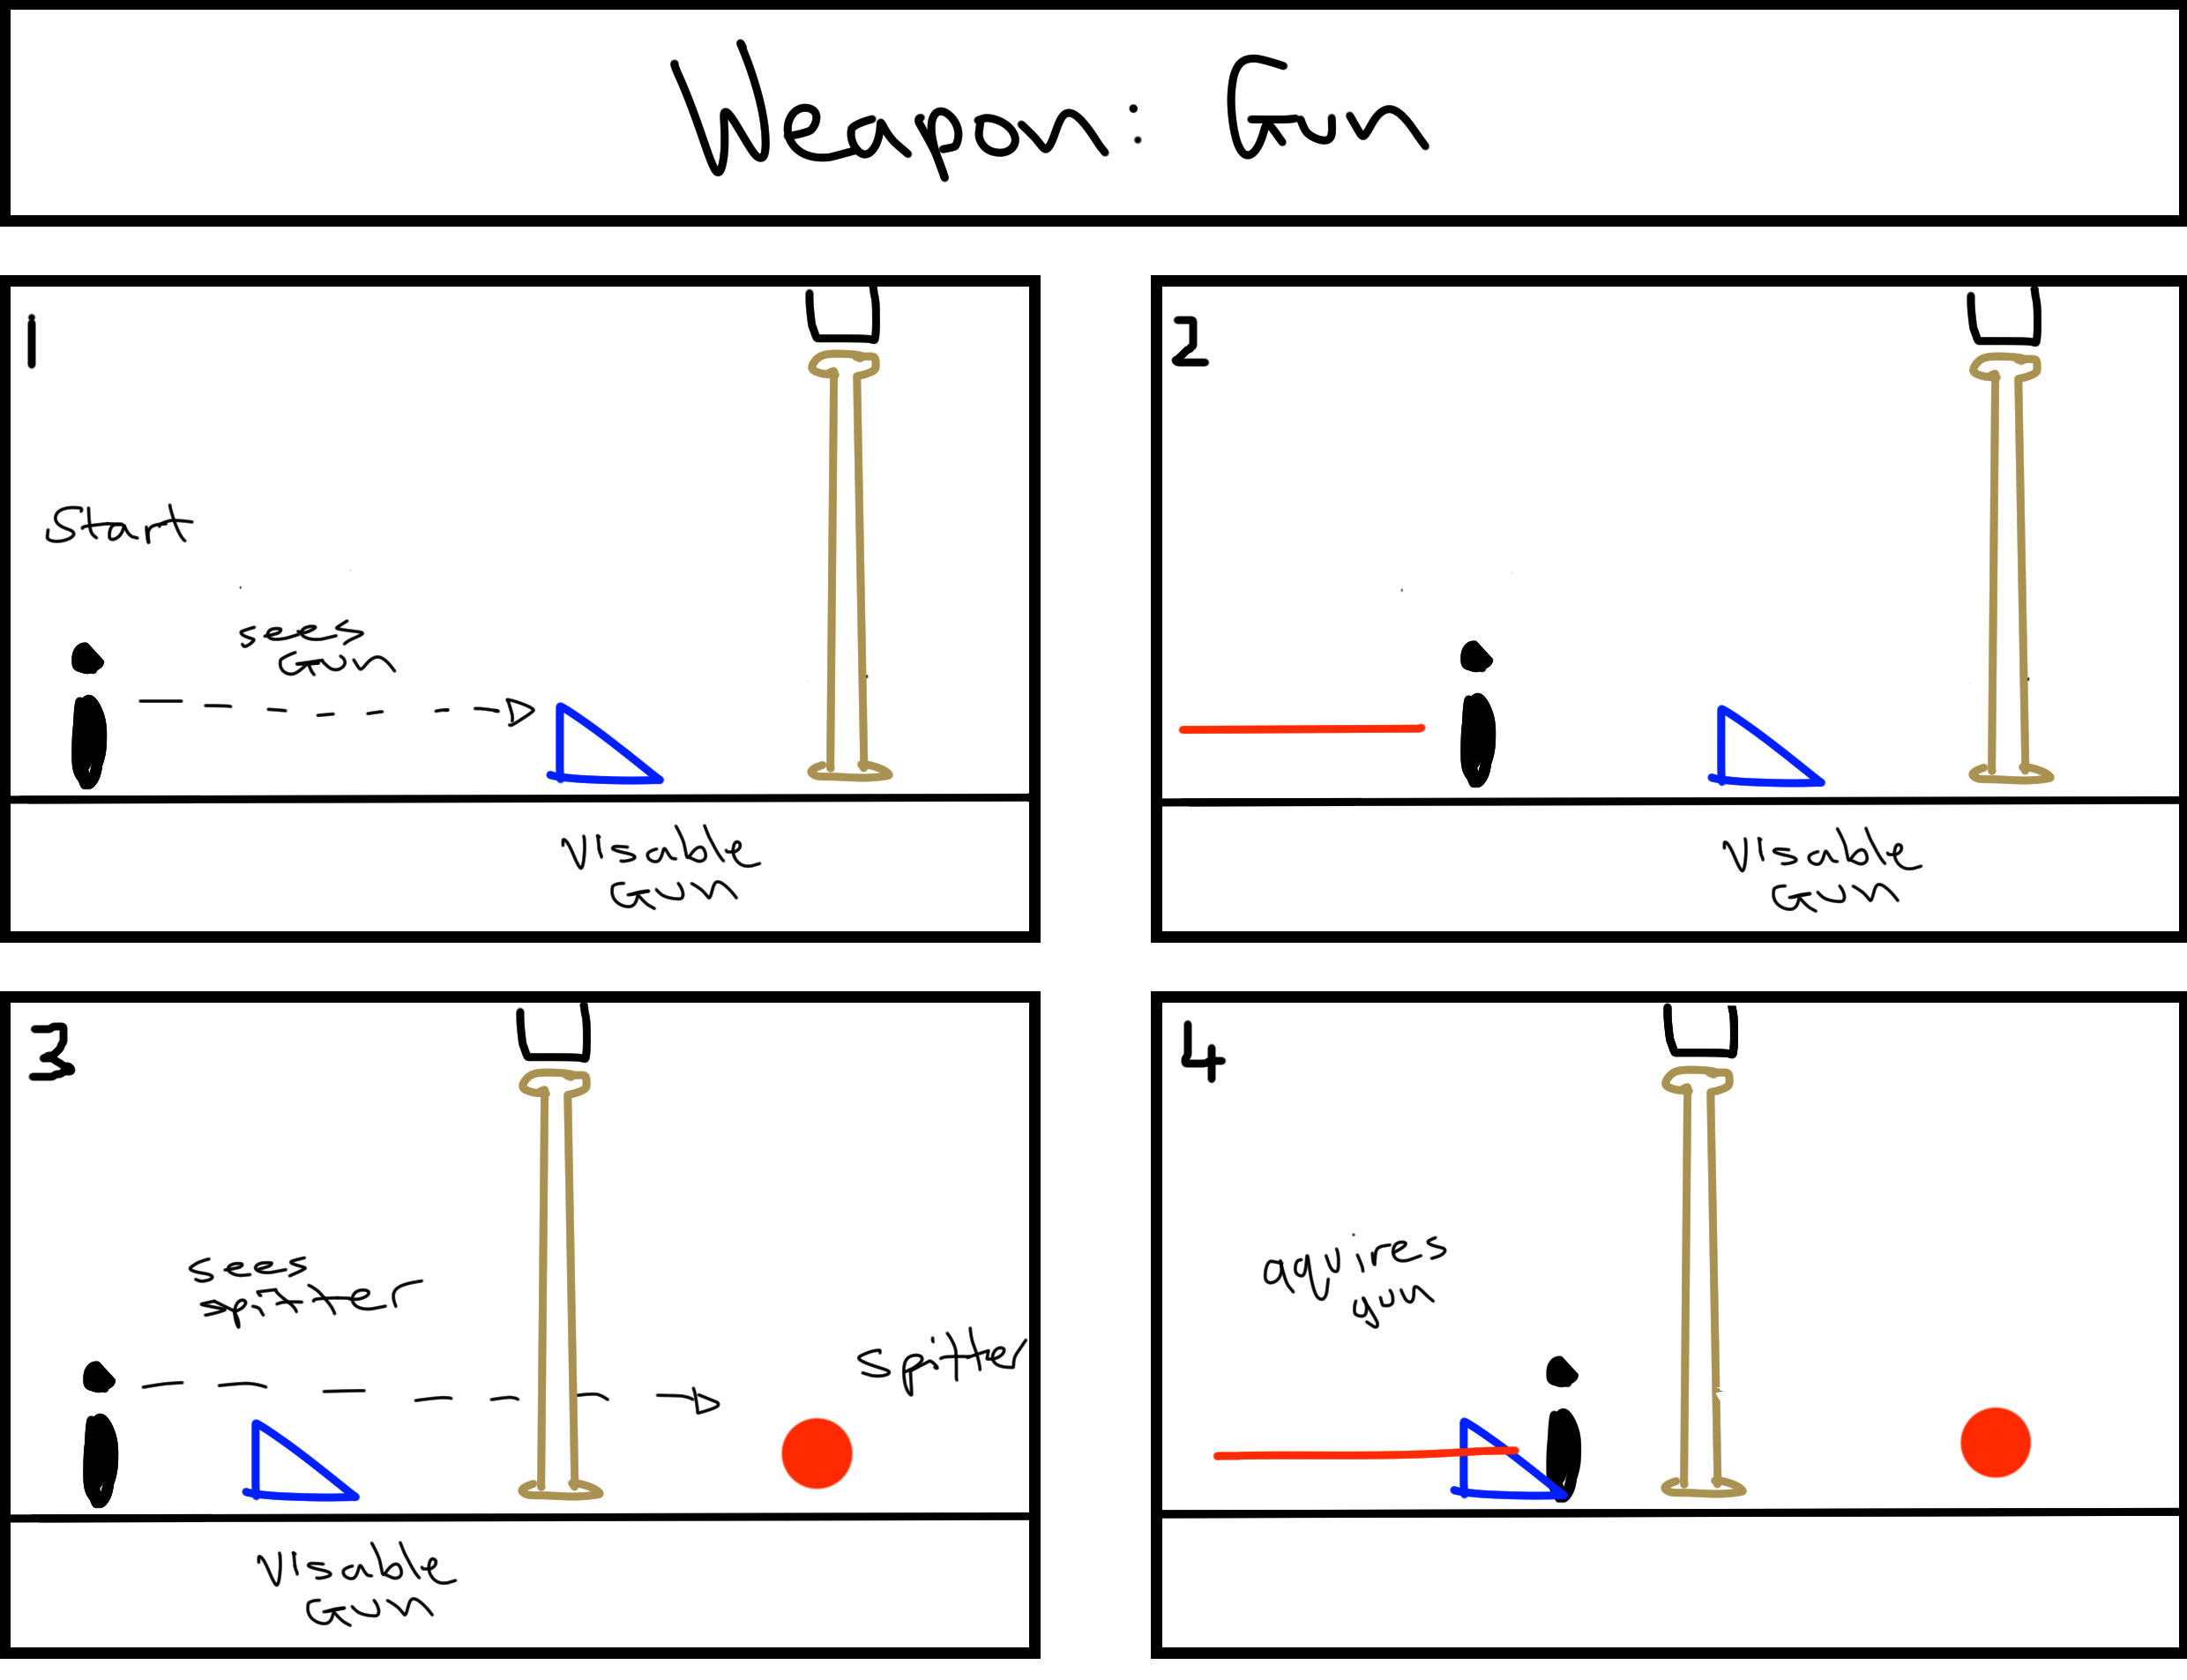 Weapon: Gun
1
Start
sees
Gun
Visable
Gun
2
Visable
Gun
3
sees
spitter
spitter
Visable
Gun
4
aquires
gun